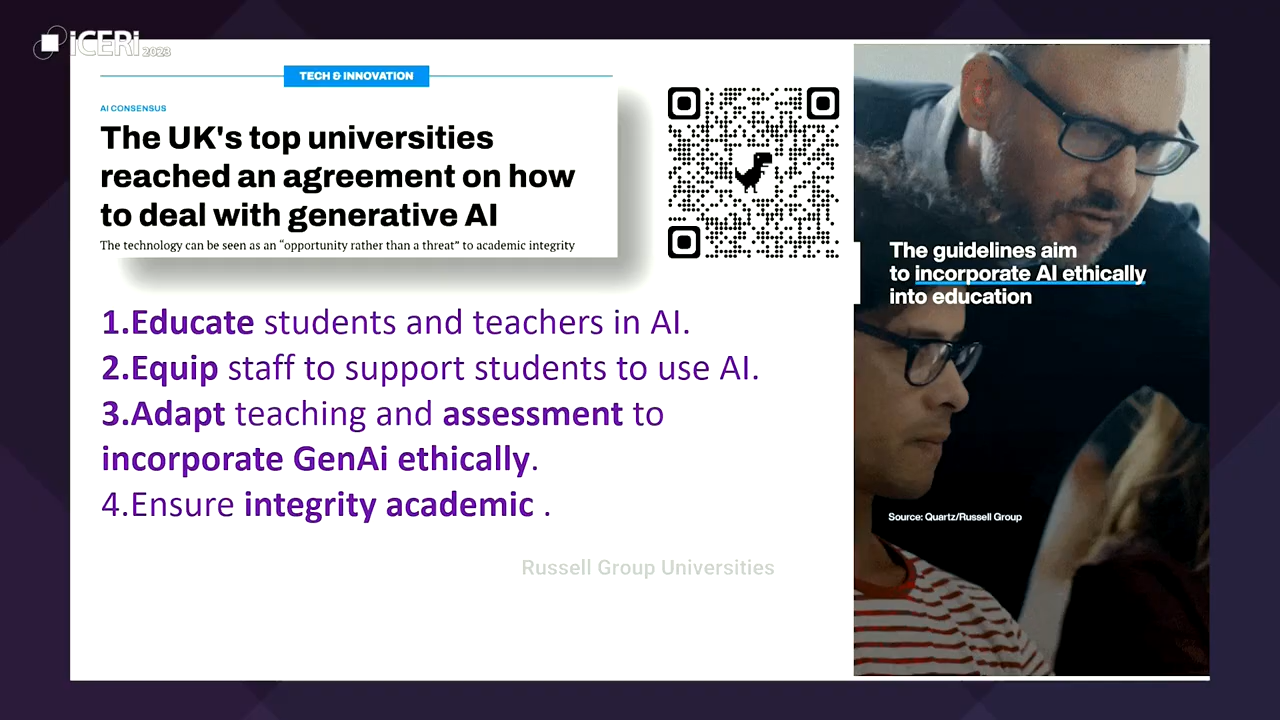 iCERi 2023
TECH & INNOVATION
AI CONSENSUS
The UK's top universities
reached an agreement on how
to deal with generative AI
The technology can be seen as an “opportunity rather than a threat” to academic integrity
1.Educate students and teachers in AI.
2.Equip staff to support students to use AI.
3.Adapt teaching and assessment to
incorporate GenAi ethically.
4.Ensure integrity academic .
Russell Group Universities
The guidelines aim
to incorporate AI ethically
into education
Source: Quartz/Russell Group